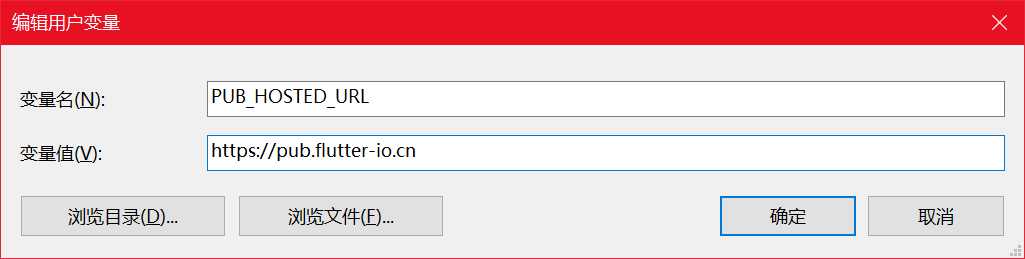 编辑用户变量
变量名(N):
PUB_HOSTED_URL
变量值(V):
https://pub.flutter-io.cn
浏览目录(D)...
浏览文件(F)...
确定
取消